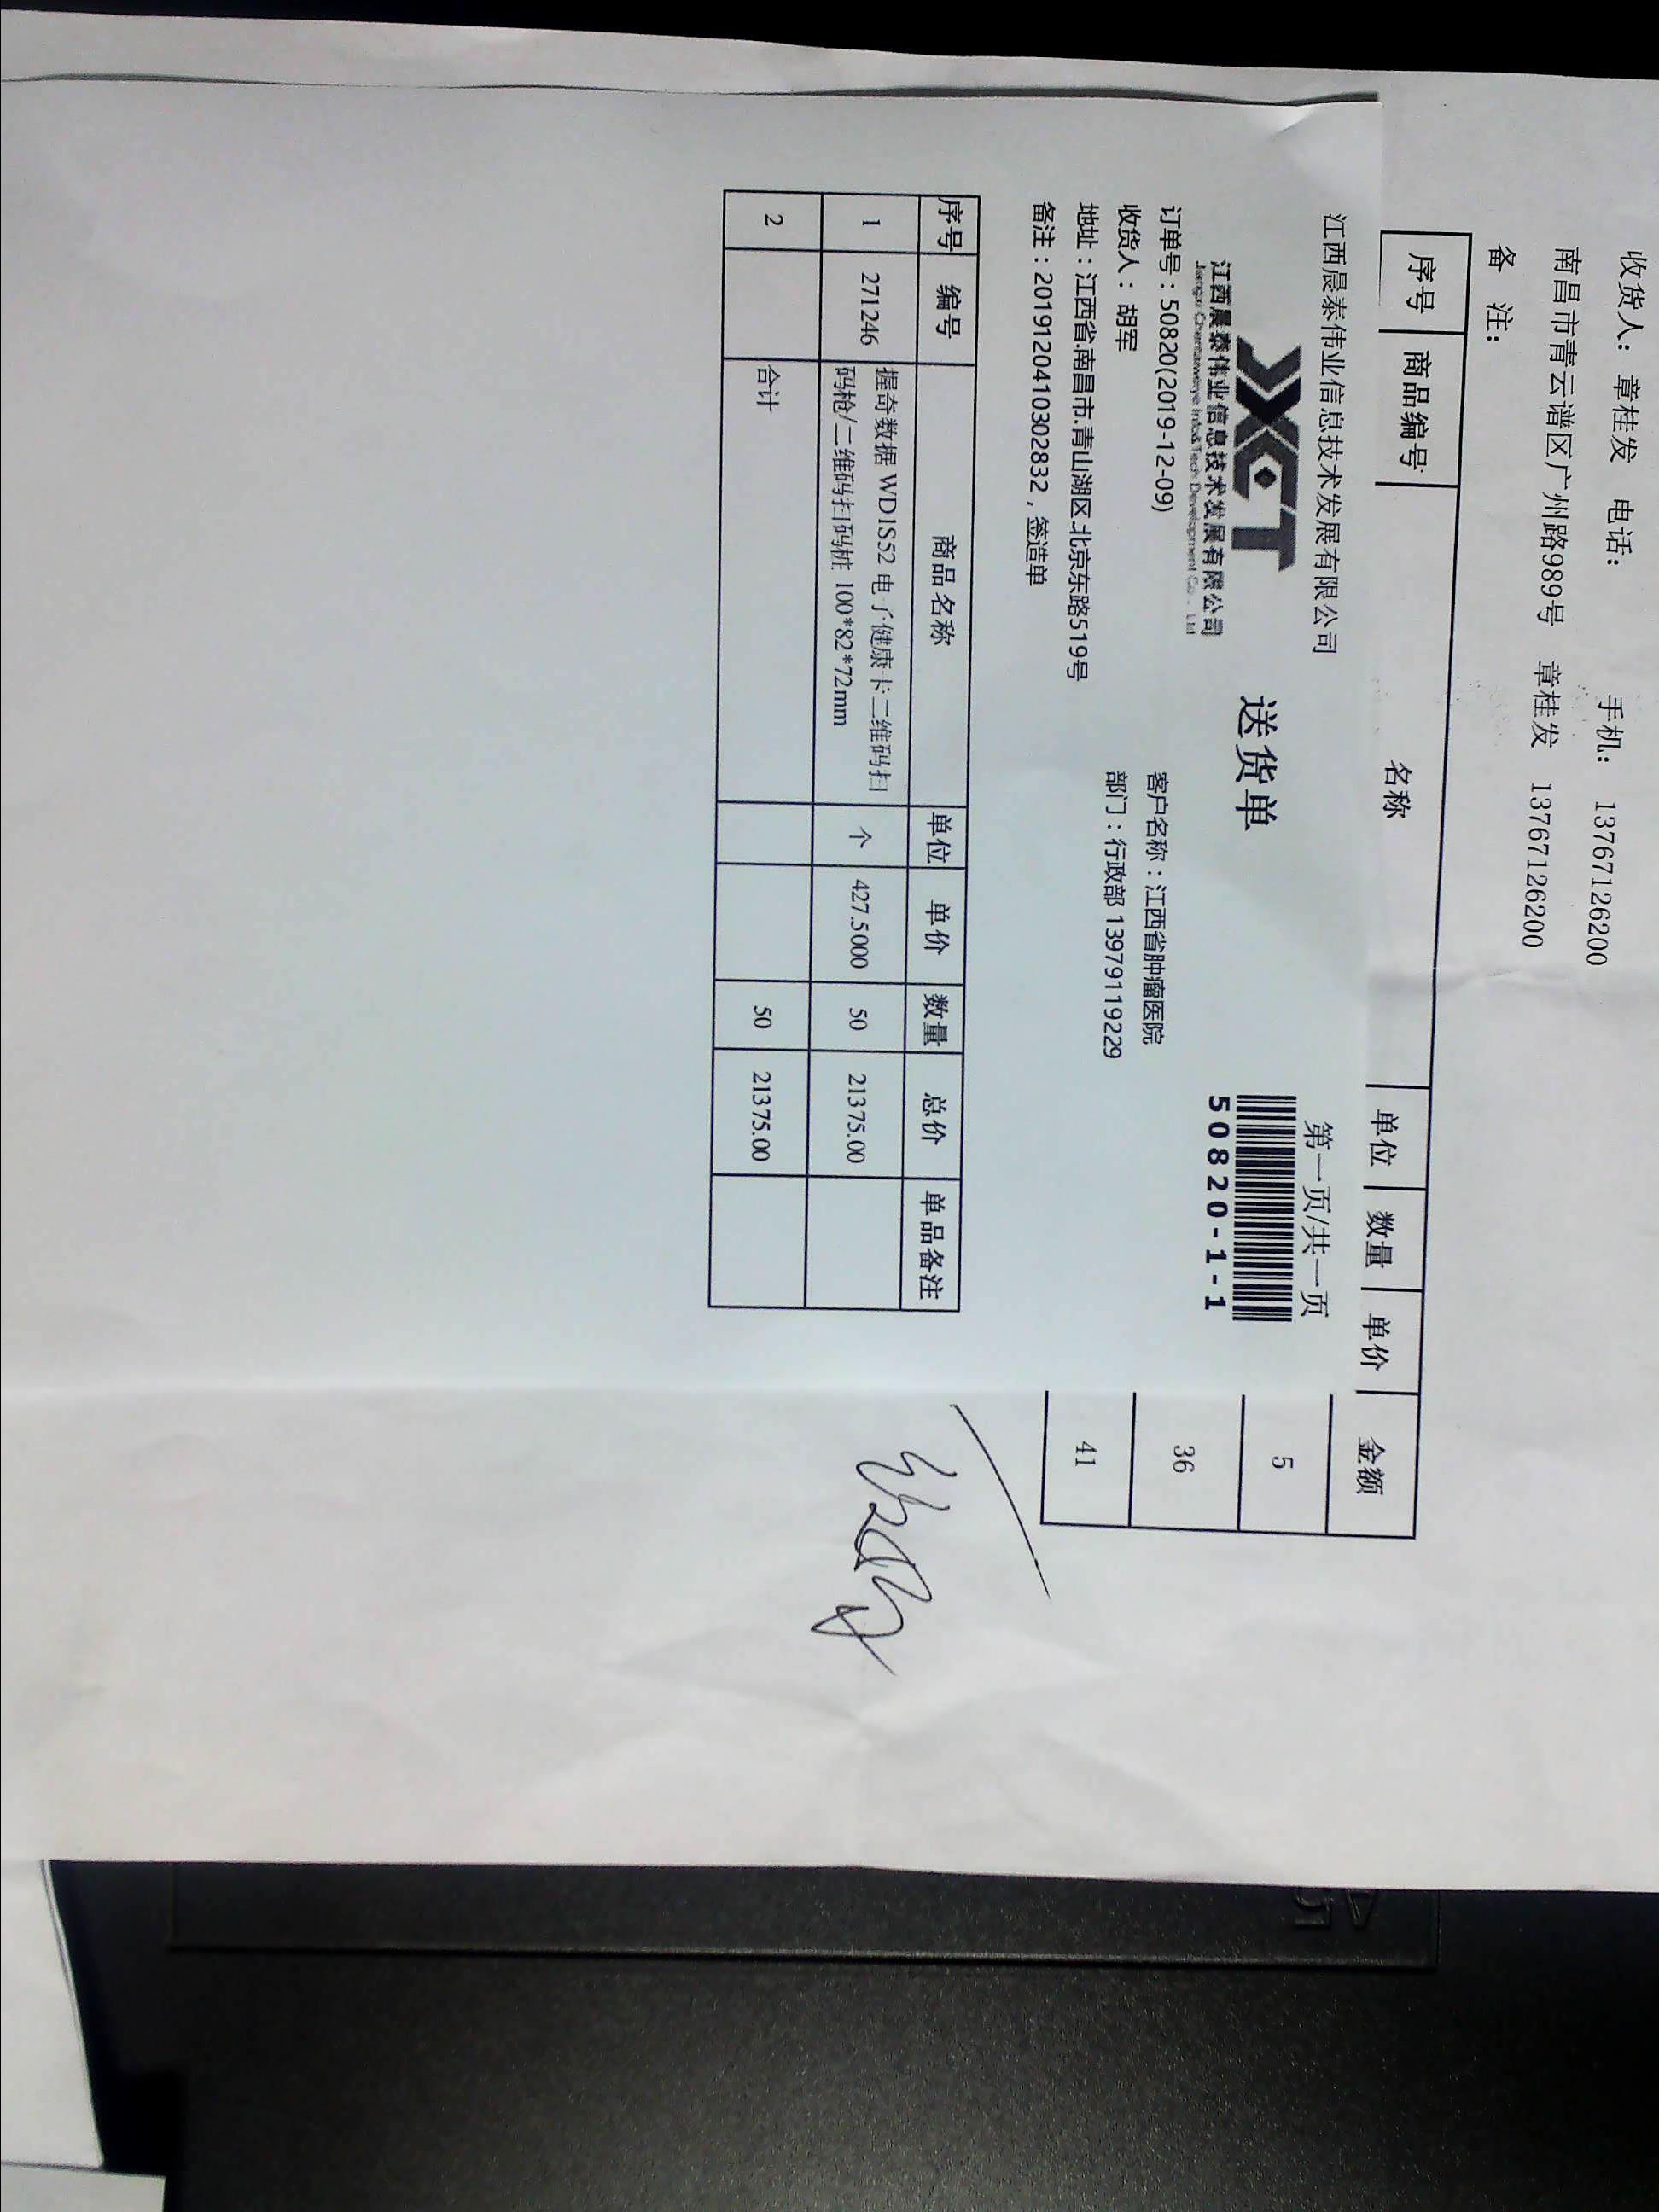 收货人：章桂发 电话： 手机：13767126200
南昌市青云谱区广州路989号 章桂发 13767126200
备 注：
序号 商品编号 名称 单位 数量 单价 金额
5
36
41
江西晨泰伟业信息技术发展有限公司 第一页/共一页
JXCT 送货单
江西晨泰伟业信息技术发展有限公司
Jiangxi Chentaiweiye Info&Tech Development Co., Ltd
50820-1-1
订单号：50820(2019-12-09) 客户名称：江西省肿瘤医院
收货人：胡军 部门：行政部 13979119229
地址：江西省.南昌市.青山湖区.北京东路519号
备注：2019120410302832，签造单
序号 编号 商品名称 单位 单价 数量 总价 单品备注
1 271246 握奇数据 WDIS52 电子健康卡二维码扫 个 427.5000 50 21375.00
码枪/二维码扫码桩 100*82*72mm
2 合计 50 21375.00